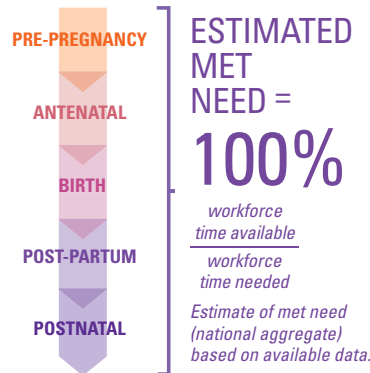 PRE-PREGNANCY
ANTENATAL
BIRTH
POST-PARTUM
POSTNATAL
ESTIMATED
MET
NEED =
100%
workforce
time available
workforce
time needed
Estimate of met need
(national aggregate)
based on available data.